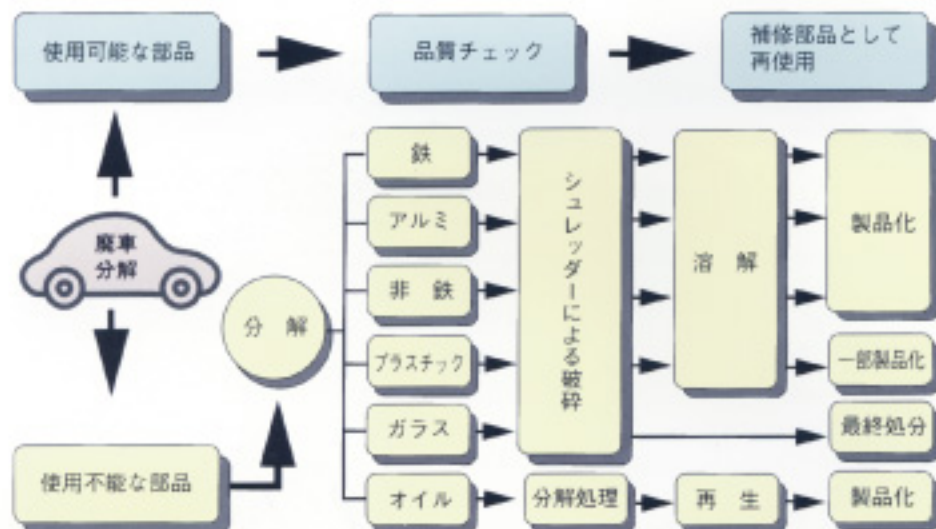 使用可能な部品
品質チェック
補修部品として
再使用
廃車
分解
使用不能な部品
分 解
鉄
アルミ
非 鉄
プラスチック
ガラス
オイル
シュレッダーによる破砕
分解処理
溶 解
再 生
製品化
一部製品化
最終処分
製品化